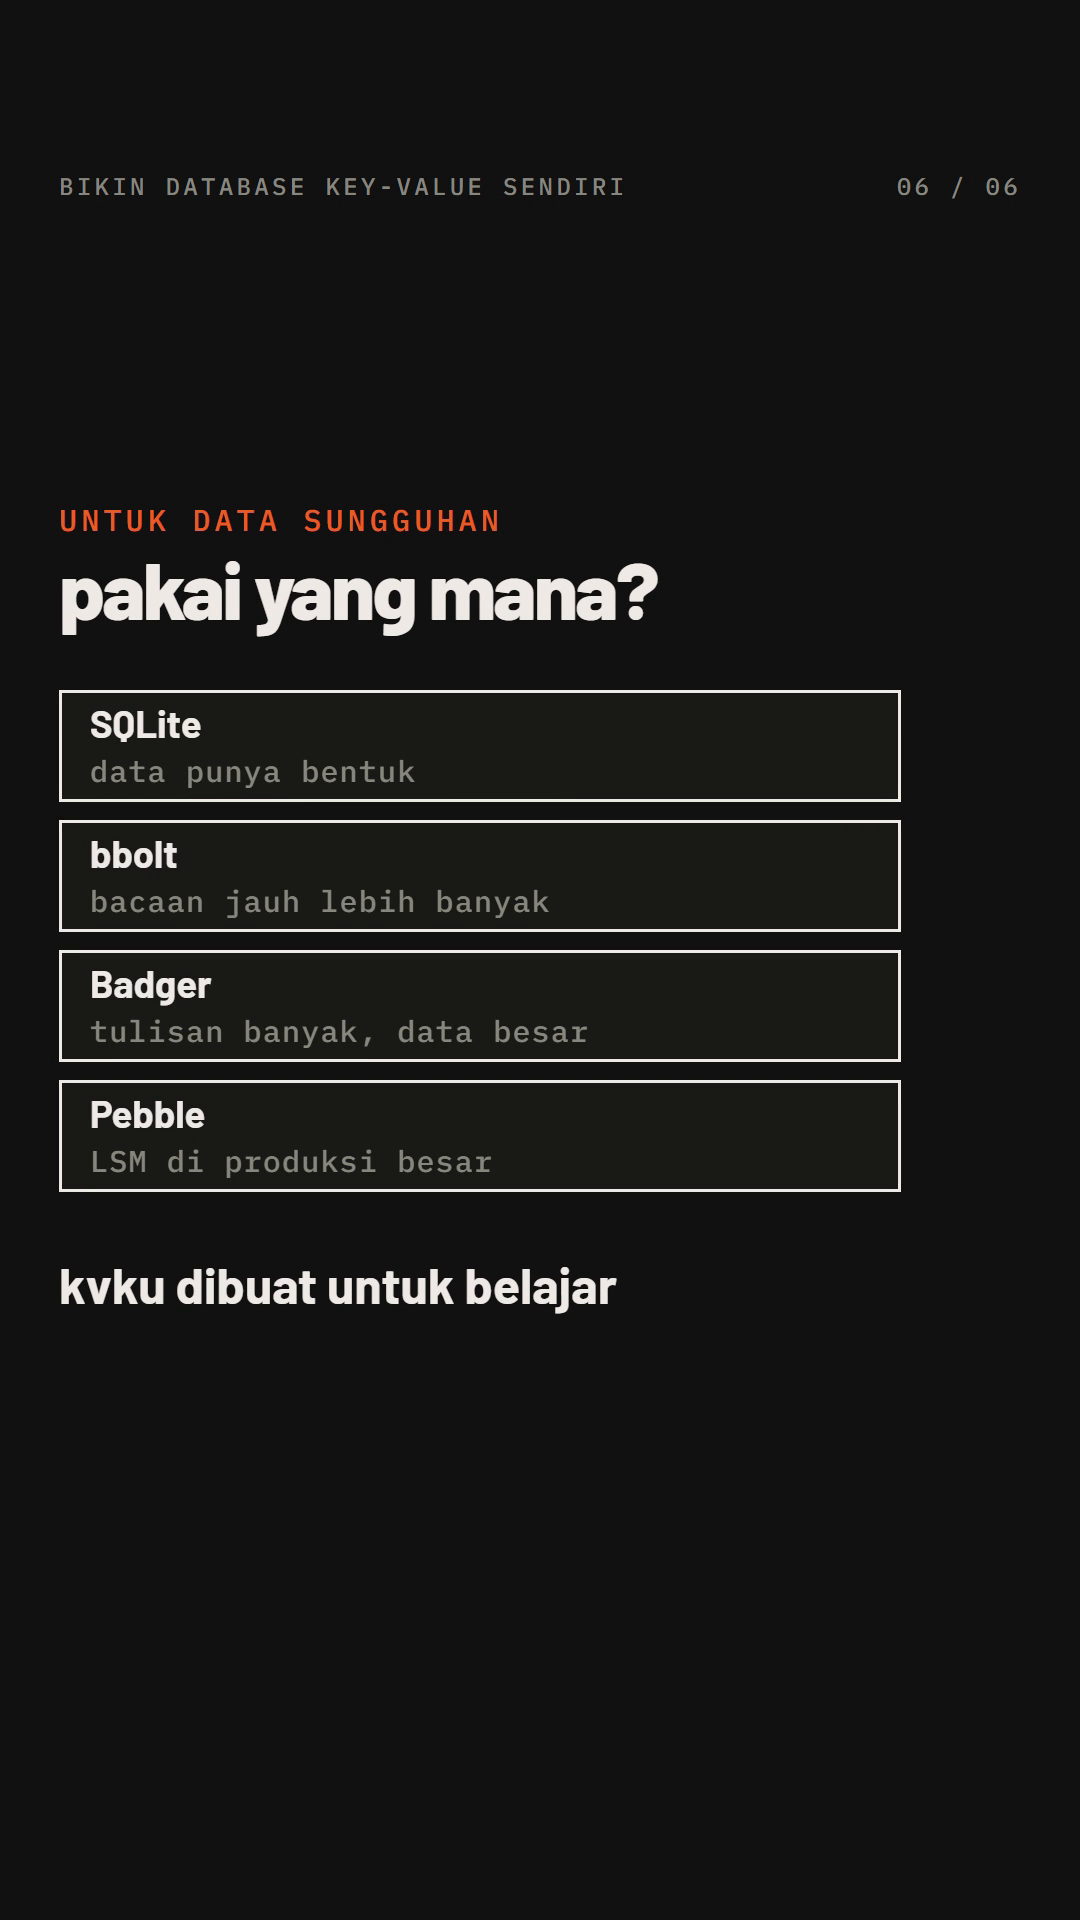 BIKIN DATABASE KEY-VALUE SENDIRI
06 / 06
UNTUK DATA SUNGGUHAN
pakai yang mana?
SQLite
data punya bentuk
bbolt
bacaan jauh lebih banyak
Badger
tulisan banyak, data besar
Pebble
LSM di produksi besar
kvku dibuat untuk belajar